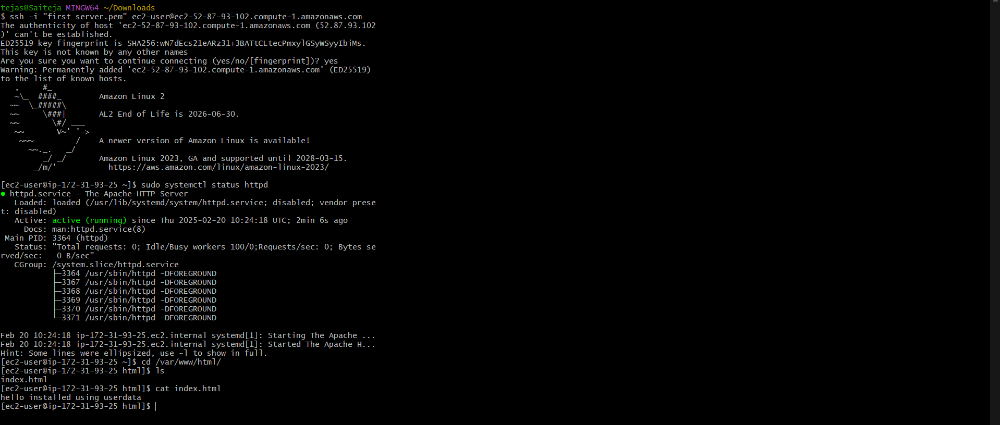 tejas@Saiteja MINGW64 ~/Downloads
$ ssh -i "first server.pem" ec2-user@ec2-52-87-93-102.compute-1.amazonaws.com
The authenticity of host 'ec2-52-87-93-102.compute-1.amazonaws.com (52.87.93.102
)' can't be established.
ED25519 key fingerprint is SHA256:wN7dEcs21eARz31+3BATtCLtecPmxylGSyWSyyIbiMs.
This key is not known by any other names
Are you sure you want to continue connecting (yes/no/[fingerprint])? yes
Warning: Permanently added 'ec2-52-87-93-102.compute-1.amazonaws.com' (ED25519)
to the list of known hosts.
   ,     #_
   ~\_  ####_        Amazon Linux 2
  ~~  \_#####\
  ~~     \###|       AL2 End of Life is 2026-06-30.
  ~~       \#/ ___
   ~~       V~' '->
    ~~~         /    A newer version of Amazon Linux is available!
      ~~._.   _/
         _/ _/       Amazon Linux 2023, GA and supported until 2028-03-15.
       _/m/'           https://aws.amazon.com/linux/amazon-linux-2023/
[ec2-user@ip-172-31-93-25 ~]$ sudo systemctl status httpd
● httpd.service - The Apache HTTP Server
   Loaded: loaded (/usr/lib/systemd/system/httpd.service; disabled; vendor prese
t: disabled)
   Active: active (running) since Thu 2025-02-20 10:24:18 UTC; 2min 6s ago
     Docs: man:httpd.service(8)
 Main PID: 3364 (httpd)
   Status: "Total requests: 0; Idle/Busy workers 100/0;Requests/sec: 0; Bytes se
rved/sec:   0 B/sec"
   CGroup: /system.slice/httpd.service
           ├─3364 /usr/sbin/httpd -DFOREGROUND
           ├─3367 /usr/sbin/httpd -DFOREGROUND
           ├─3368 /usr/sbin/httpd -DFOREGROUND
           ├─3369 /usr/sbin/httpd -DFOREGROUND
           ├─3370 /usr/sbin/httpd -DFOREGROUND
           └─3371 /usr/sbin/httpd -DFOREGROUND
Feb 20 10:24:18 ip-172-31-93-25.ec2.internal systemd[1]: Starting The Apache ...
Feb 20 10:24:18 ip-172-31-93-25.ec2.internal systemd[1]: Started The Apache H...
Hint: Some lines were ellipsized, use -l to show in full.
[ec2-user@ip-172-31-93-25 ~]$ cd /var/www/html/
[ec2-user@ip-172-31-93-25 html]$ ls
index.html
[ec2-user@ip-172-31-93-25 html]$ cat index.html
hello installed using userdata
[ec2-user@ip-172-31-93-25 html]$